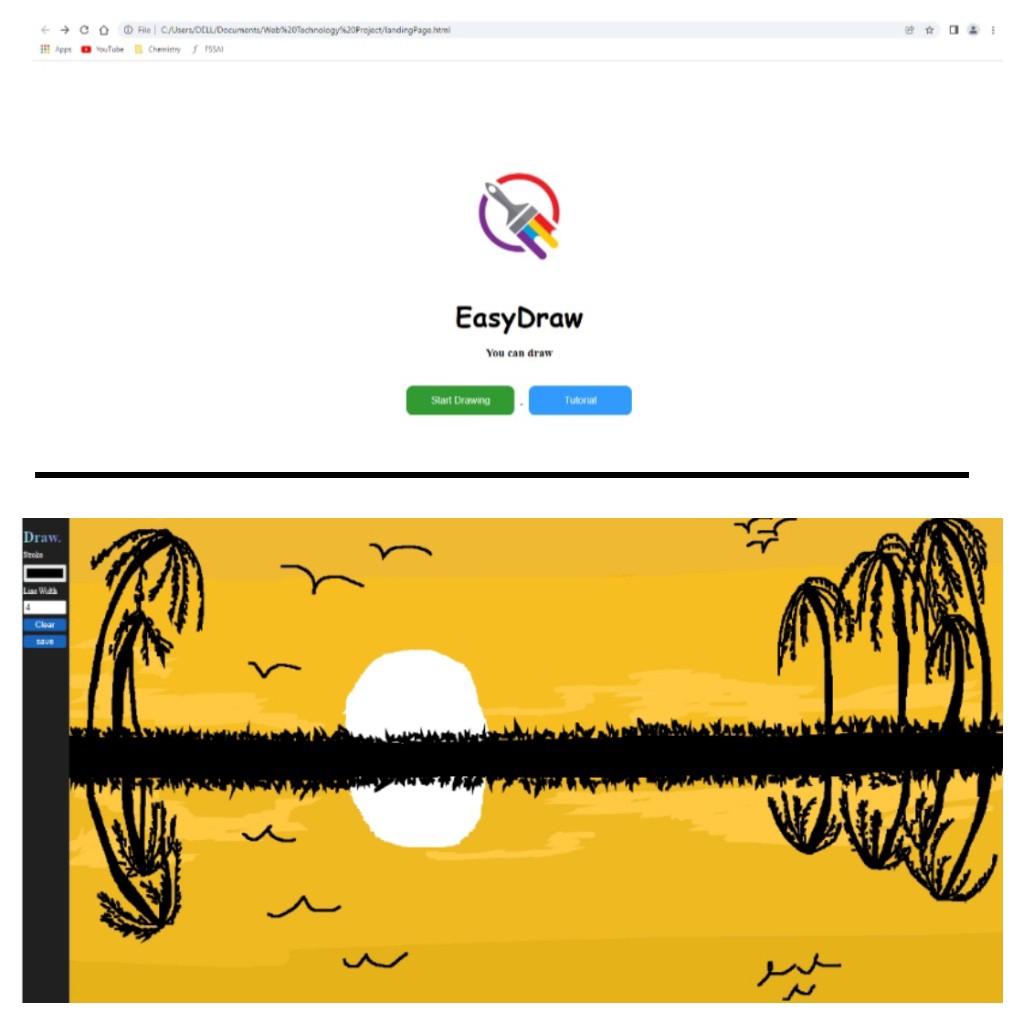 File | C:/Users/DELL/Documents/Web%20Technology%20Project/landingPage.html
Apps YouTube Chemistry FSSAI
EasyDraw
You can draw
Start Drawing . Tutorial
Draw.
Stroke
Line Width
4
Clear
save